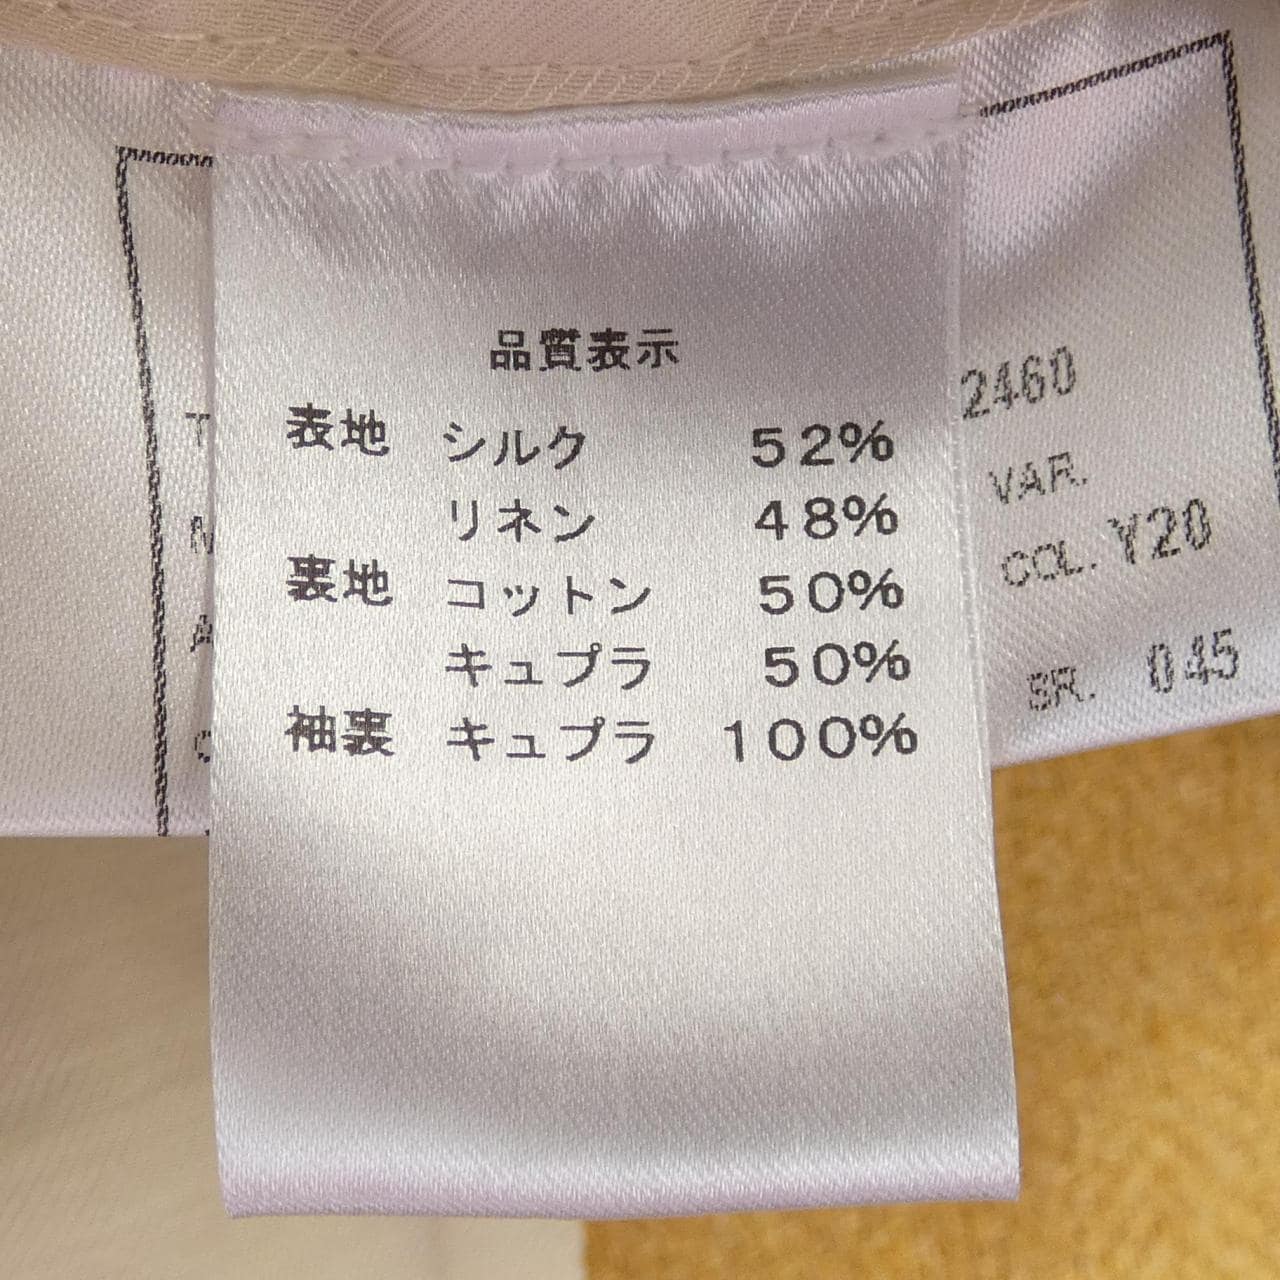 品質表示
表地 シルク 52%
リネン 48%
裏地 コットン 50%
キュプラ 50%
袖裏 キュプラ 100%
2460
VAR.
COL. Y20
SR. 045